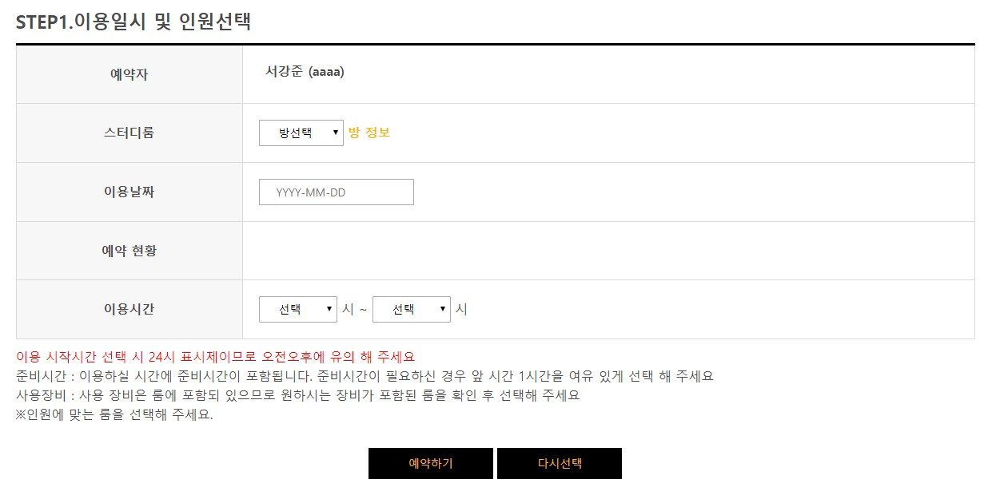 STEP1.이용일시 및 인원선택
예약자 서강준 (aaaa)
스터디룸 방선택 ▼ 방 정보
이용날짜 YYYY-MM-DD
예약 현황
이용시간 선택 ▼ 시 ~ 선택 ▼ 시
이용 시작시간 선택 시 24시 표시제이므로 오전오후에 유의 해 주세요
준비시간 : 이용하실 시간에 준비시간이 포함됩니다. 준비시간이 필요하신 경우 앞 시간 1시간을 여유 있게 선택 해 주세요
사용장비 : 사용 장비은 룸에 포함되 있으므로 원하시는 장비가 포함된 룸을 확인 후 선택해 주세요
※인원에 맞는 룸을 선택해 주세요.
예약하기 다시선택